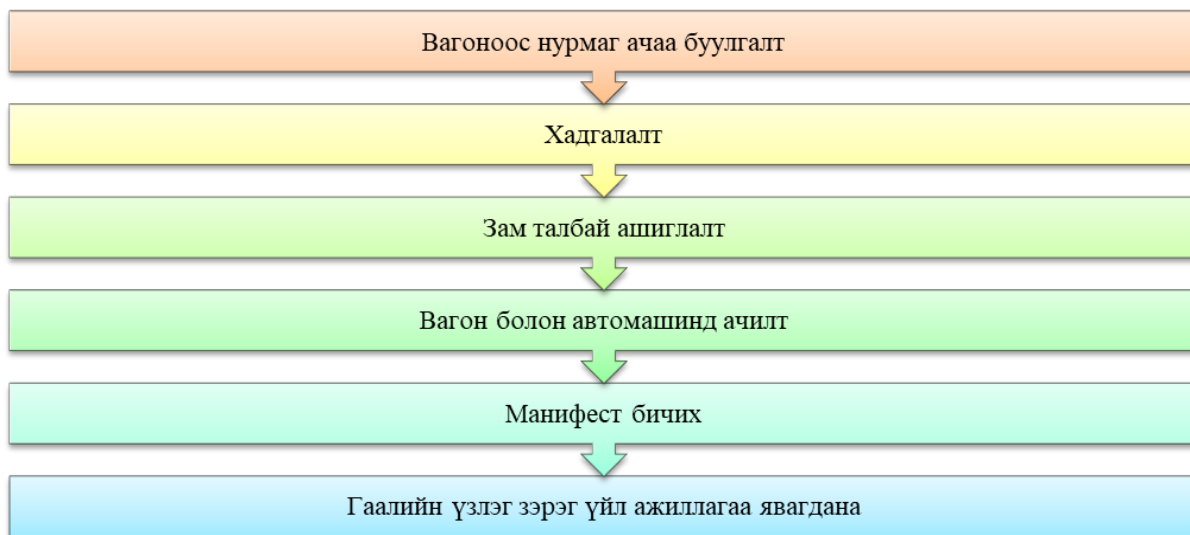 Вагоноос нурмаг ачаа буулгалт
Хадгалалт
Зам талбай ашиглалт
Вагон болон автомашинд ачилт
Манифест бичих
Гаалийн үзлэг зэрэг үйл ажиллагаа явагдана